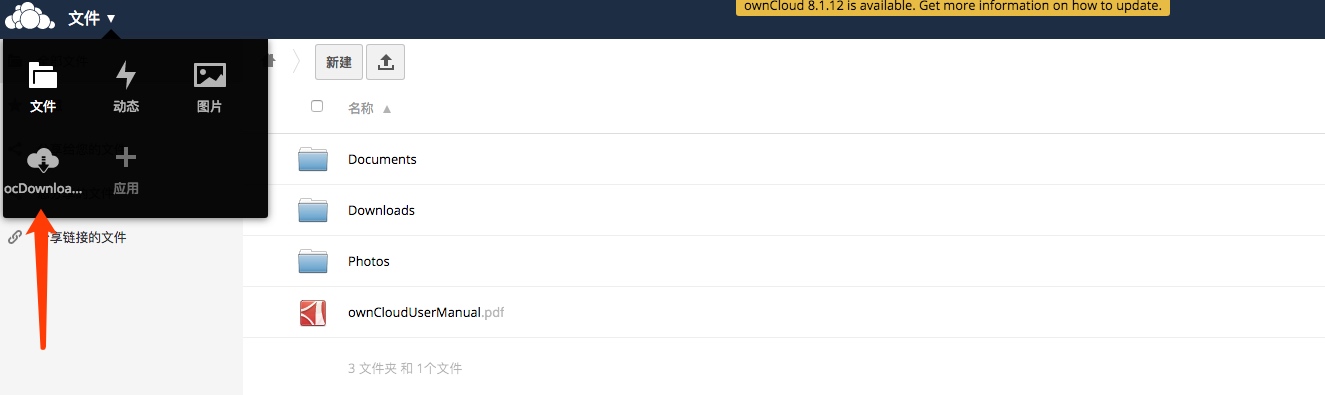 文件 ▼
ownCloud 8.1.12 is available. Get more information on how to update.
文件 动态 图片
ocDownloa... 应用
享链接的文件
新建
名称 ▲
Documents
Downloads
Photos
ownCloudUserManual.pdf
3 文件夹 和 1个文件